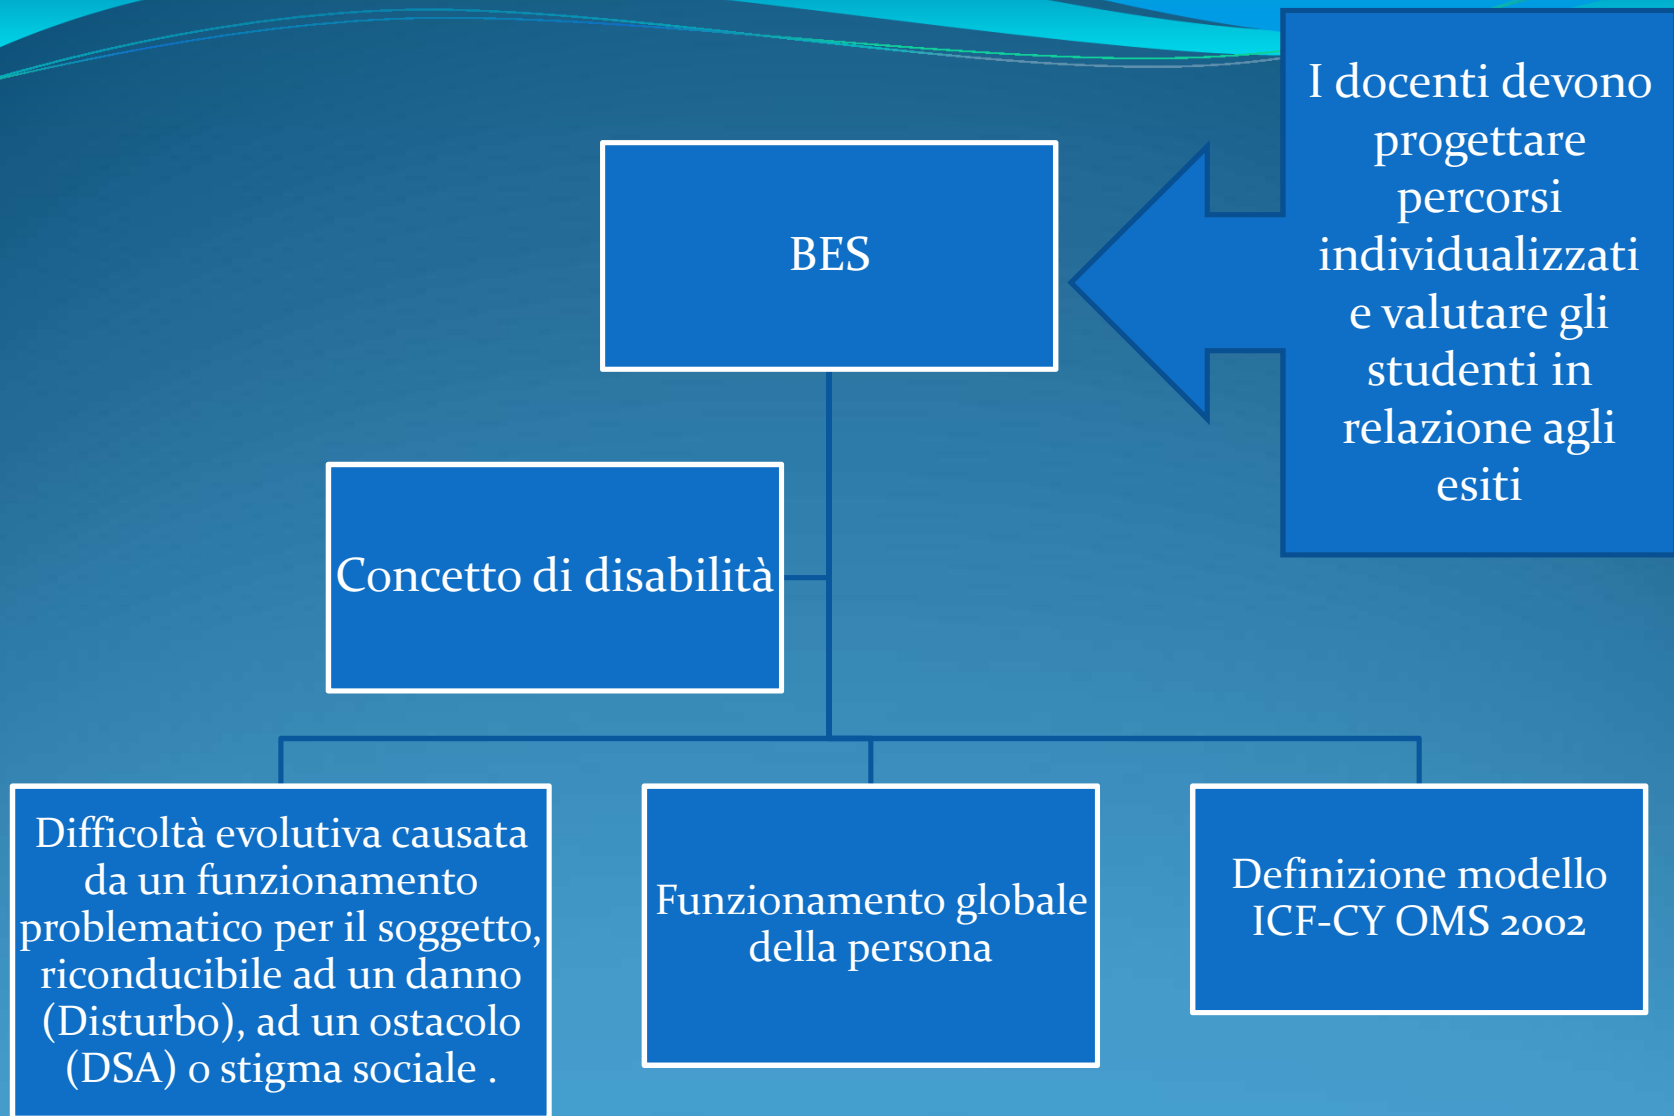 BES
I docenti devono
progettare
percorsi
individualizzati
e valutare gli
studenti in
relazione agli
esiti
Concetto di disabilità
Difficoltà evolutiva causata
da un funzionamento
problematico per il soggetto,
riconducibile ad un danno
(Disturbo), ad un ostacolo
(DSA) o stigma sociale .
Funzionamento globale
della persona
Definizione modello
ICF-CY OMS 2002